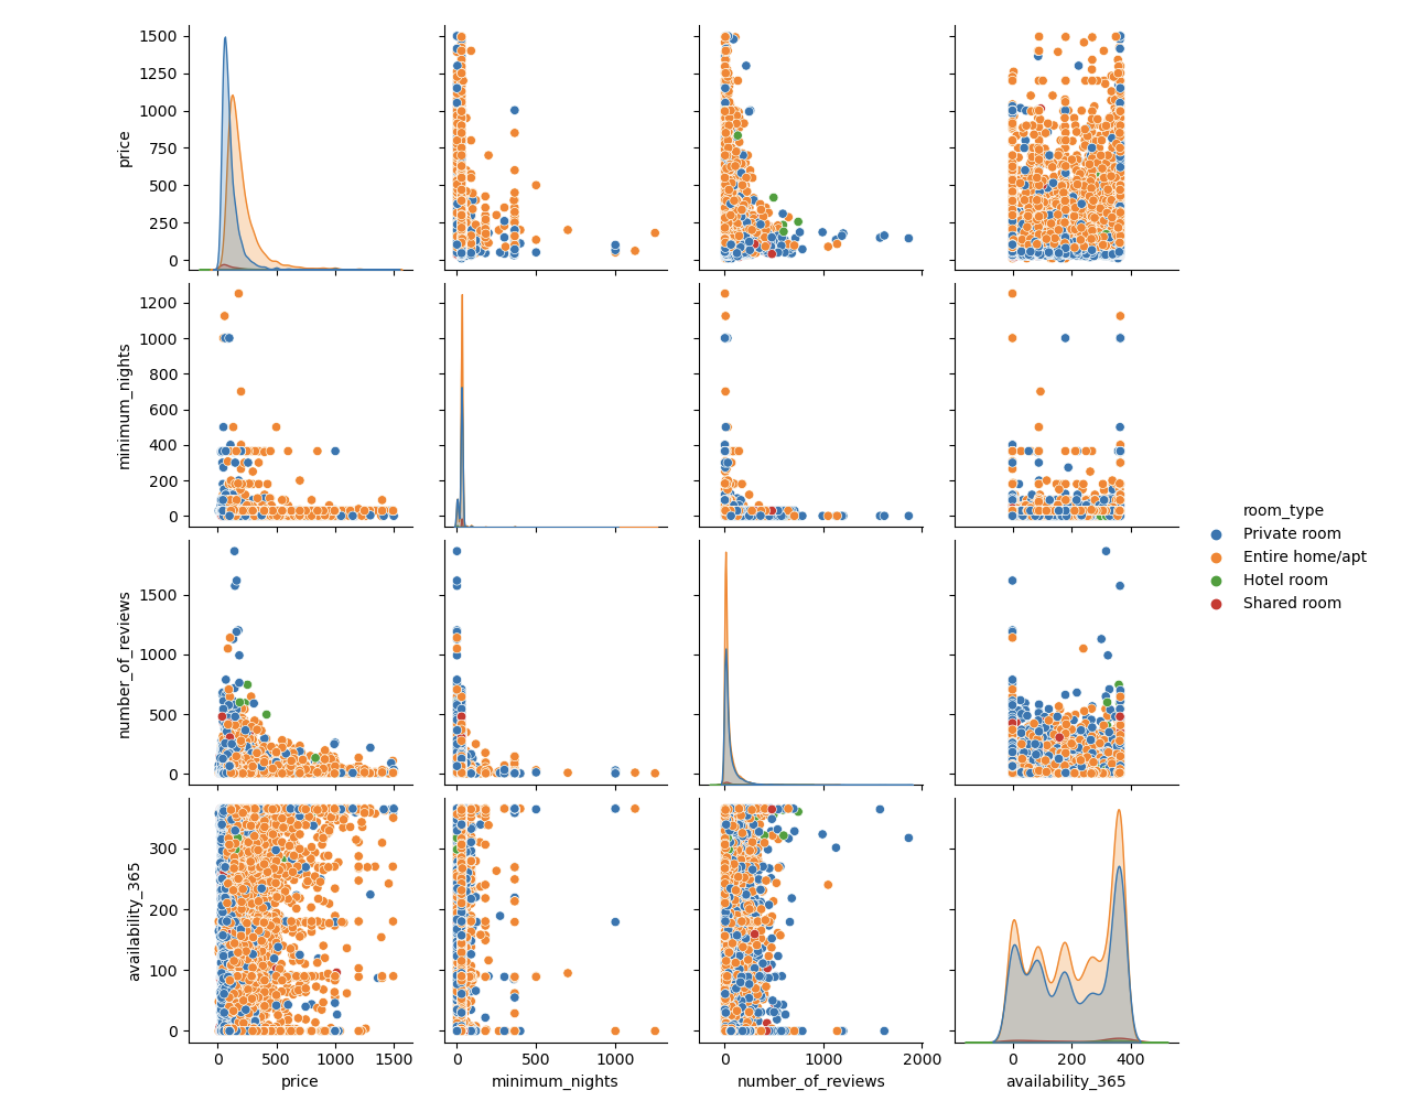 1500
1250
1000
750
500
250
0
price
1200
1000
800
600
400
200
0
minimum_nights
room_type
Private room
Entire home/apt
Hotel room
Shared room
1500
1000
500
0
number_of_reviews
300
200
100
0
availability_365
0 500 1000 1500
price
0 500 1000
minimum_nights
0 1000 2000
number_of_reviews
0 200 400
availability_365